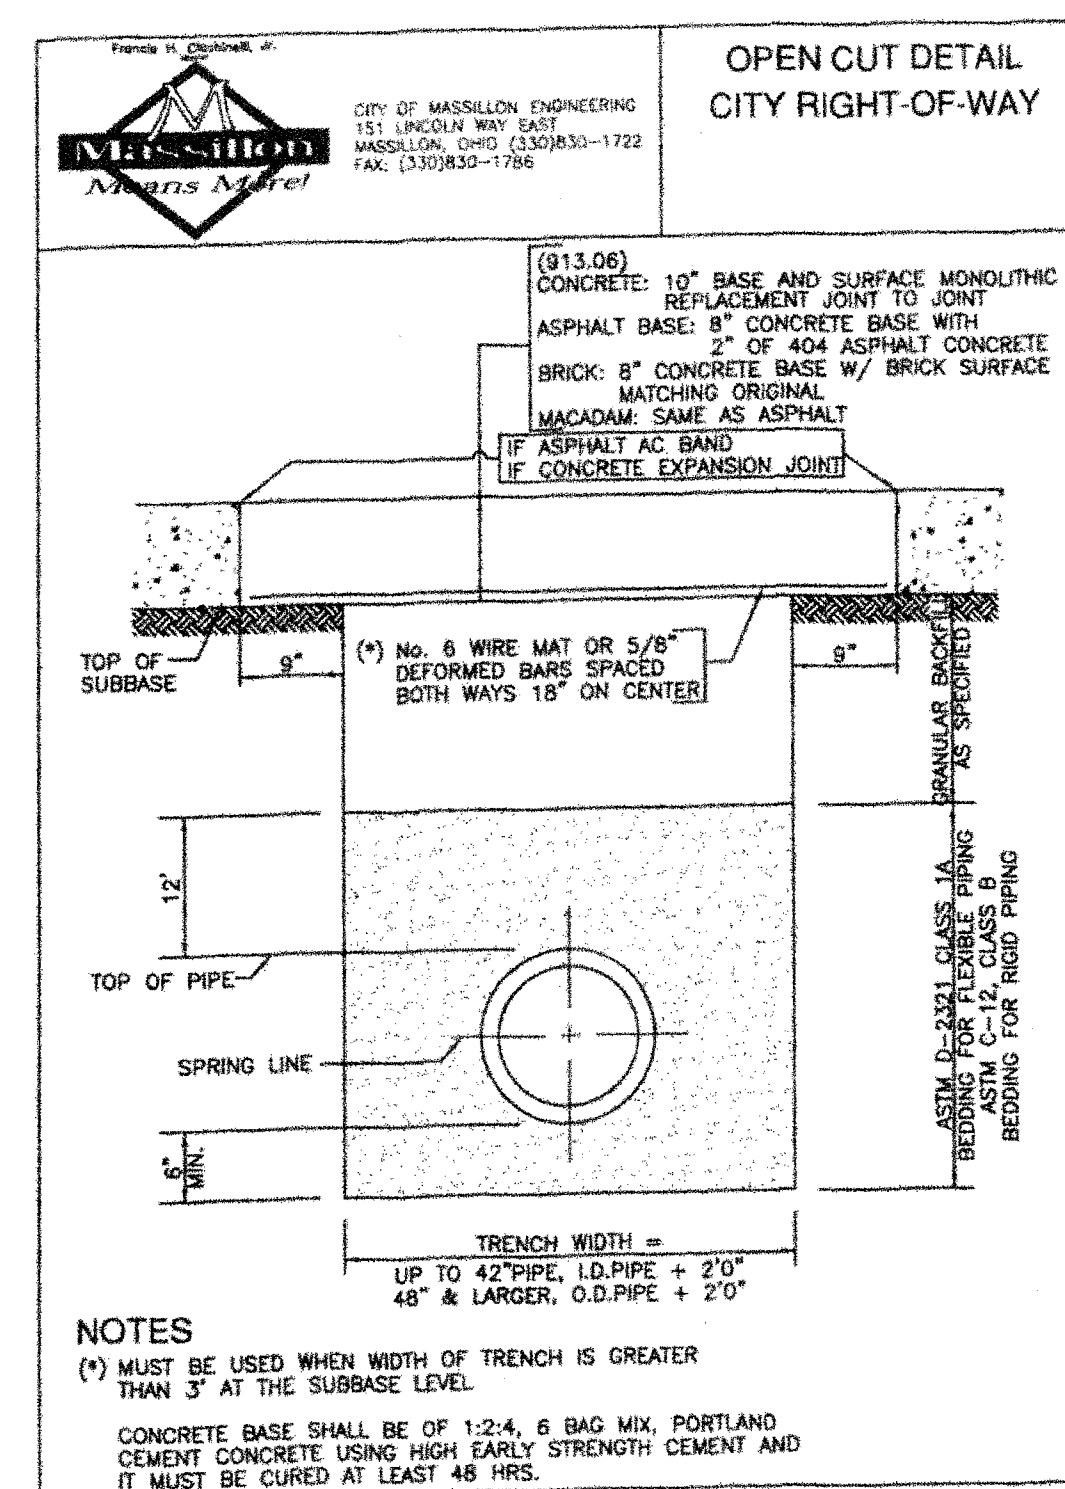 Francis H. Cicchinelli, Jr.
Massillon
Means More!
CITY OF MASSILLON ENGINEERING
151 LINCOLN WAY EAST
MASSILLON, OHIO (330)830-1722
FAX: (330)830-1786
OPEN CUT DETAIL
CITY RIGHT-OF-WAY
(913.06)
CONCRETE: 10" BASE AND SURFACE MONOLITHIC
REPLACEMENT JOINT TO JOINT
ASPHALT BASE: 8" CONCRETE BASE WITH
2" OF 404 ASPHALT CONCRETE
BRICK: 8" CONCRETE BASE W/ BRICK SURFACE
MATCHING ORIGINAL
MACADAM: SAME AS ASPHALT
IF ASPHALT AC BAND
IF CONCRETE EXPANSION JOINT
TOP OF
SUBBASE
9"
(*) No. 6 WIRE MAT OR 5/8"
DEFORMED BARS SPACED
BOTH WAYS 18" ON CENTER
9"
GRANULAR BACKFILL
AS SPECIFIED
12'
TOP OF PIPE
SPRING LINE
6"
MIN.
ASTM D-2321 CLASS 1A
BEDDING FOR FLEXIBLE PIPING
ASTM C-12, CLASS B
BEDDING FOR RIGID PIPING
TRENCH WIDTH =
UP TO 42"PIPE, I.D.PIPE + 2'0"
48" & LARGER, O.D.PIPE + 2'0"
NOTES
(*) MUST BE USED WHEN WIDTH OF TRENCH IS GREATER
THAN 3' AT THE SUBBASE LEVEL
CONCRETE BASE SHALL BE OF 1:2:4, 6 BAG MIX, PORTLAND
CEMENT CONCRETE USING HIGH EARLY STRENGTH CEMENT AND
IT MUST BE CURED AT LEAST 48 HRS.